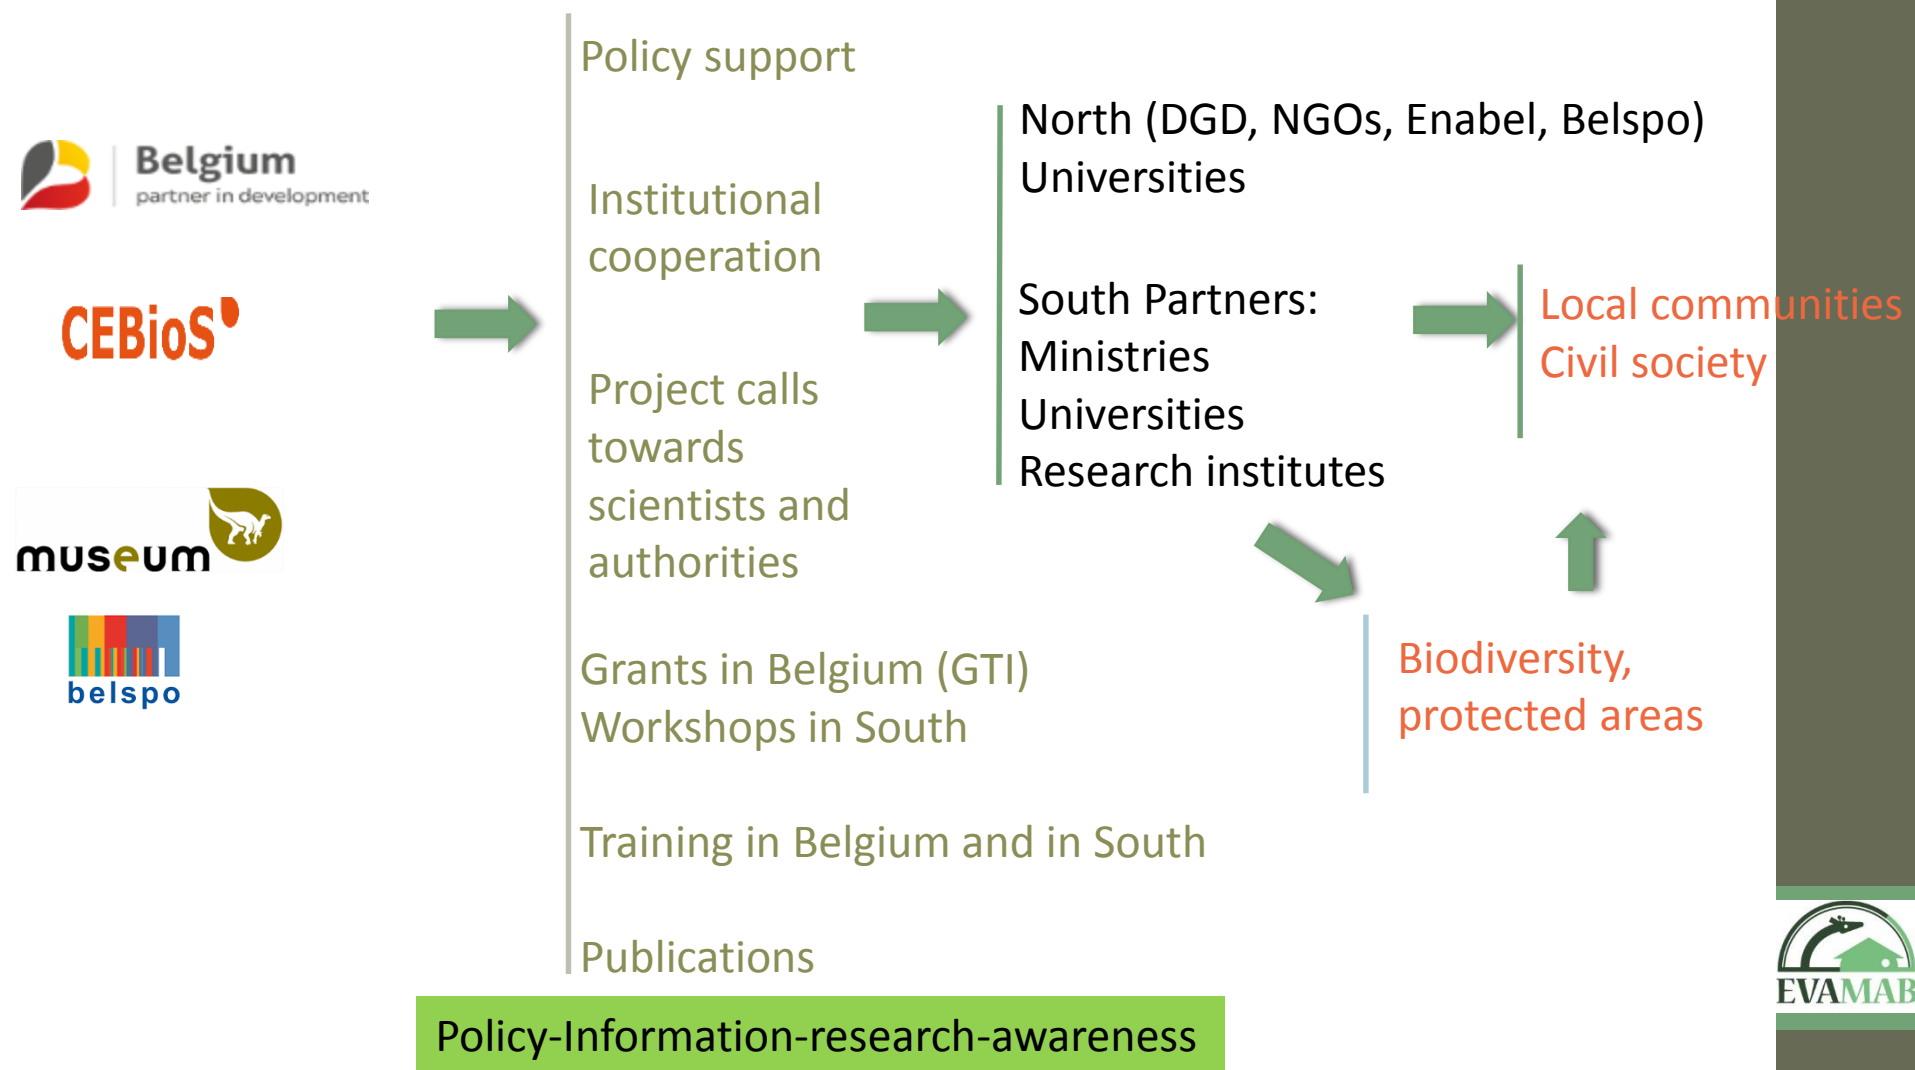 Belgium
partner in development
CEBioS
museum
belspo
Policy support
Institutional
cooperation
Project calls
towards
scientists and
authorities
Grants in Belgium (GTI)
Workshops in South
Training in Belgium and in South
Publications
North (DGD, NGOs, Enabel, Belspo)
Universities
South Partners:
Ministries
Universities
Research institutes
Local communities
Civil society
Biodiversity,
protected areas
EVAMAB
Policy-Information-research-awareness